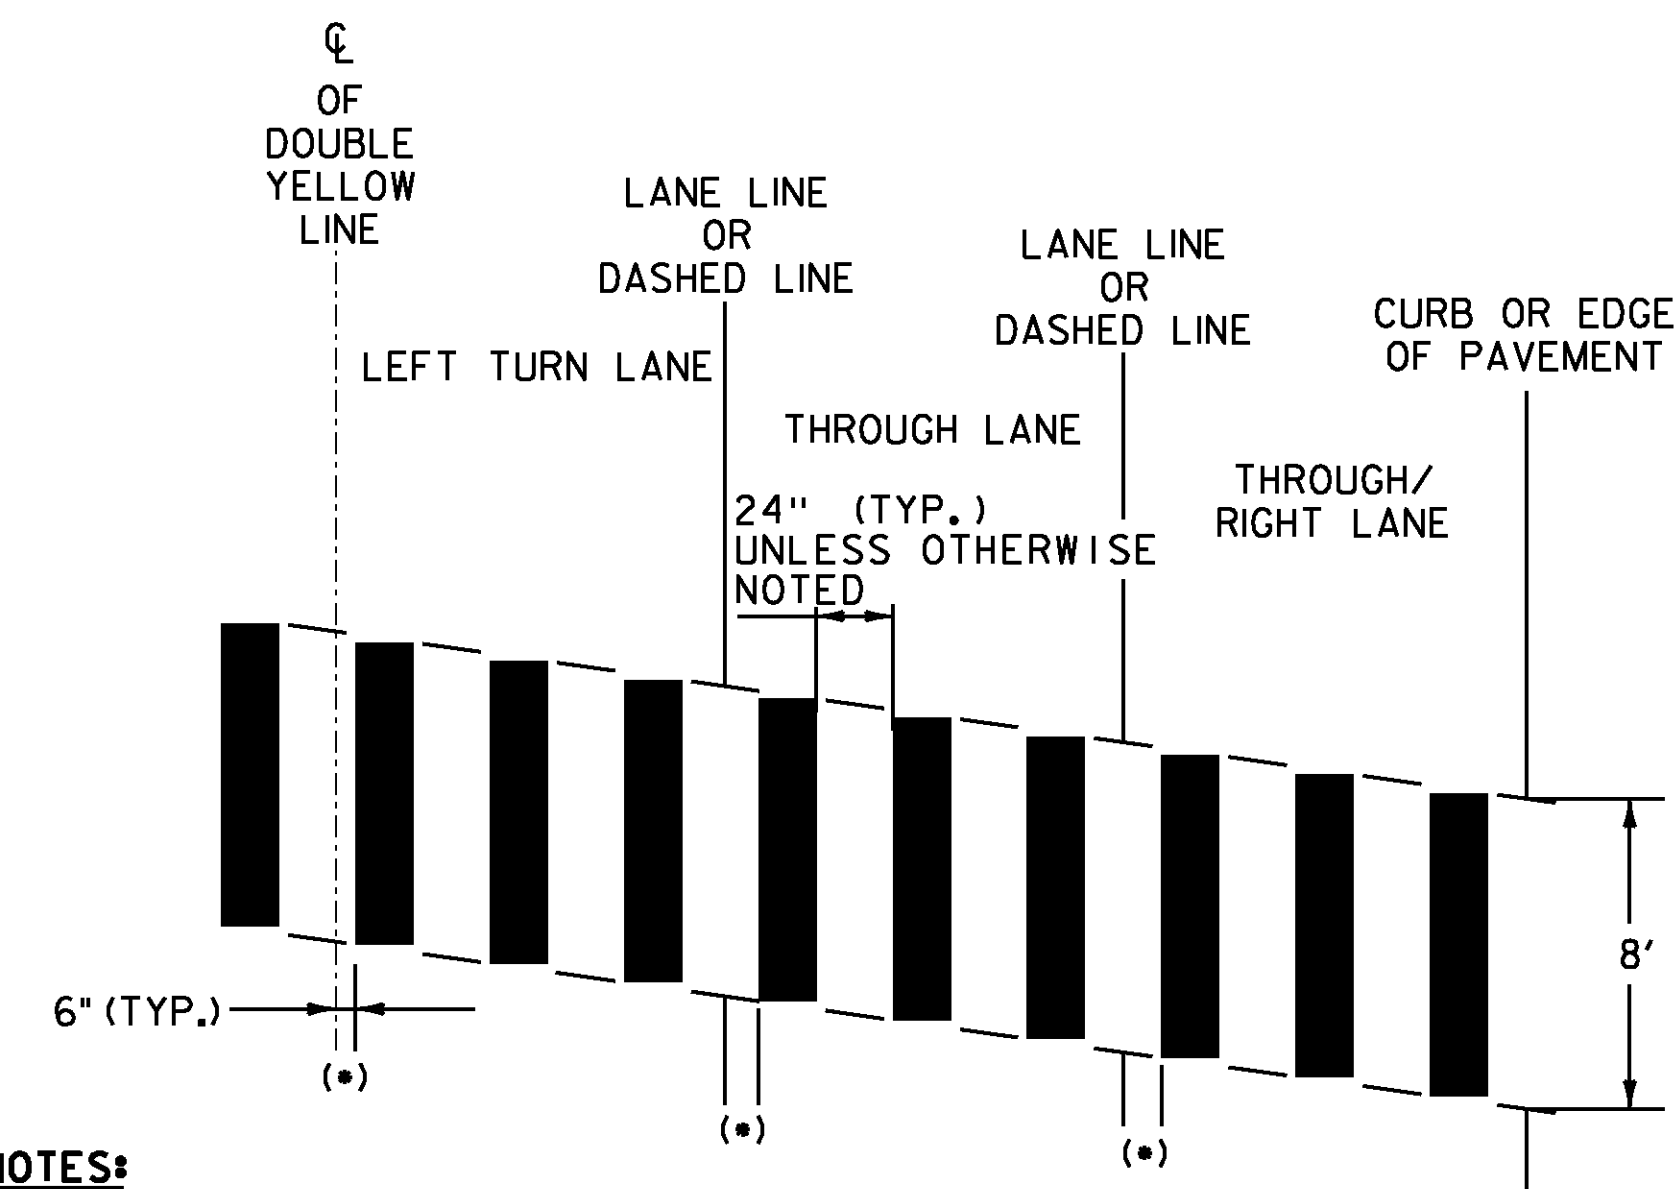 ℄
OF
DOUBLE
YELLOW
LINE
LANE LINE
OR
DASHED LINE
LANE LINE
OR
DASHED LINE
CURB OR EDGE
OF PAVEMENT
LEFT TURN LANE
THROUGH LANE
THROUGH/
RIGHT LANE
24" (TYP.)
UNLESS OTHERWISE
NOTED
8'
6" (TYP.)
(*)
(*)
(*)
NOTES: